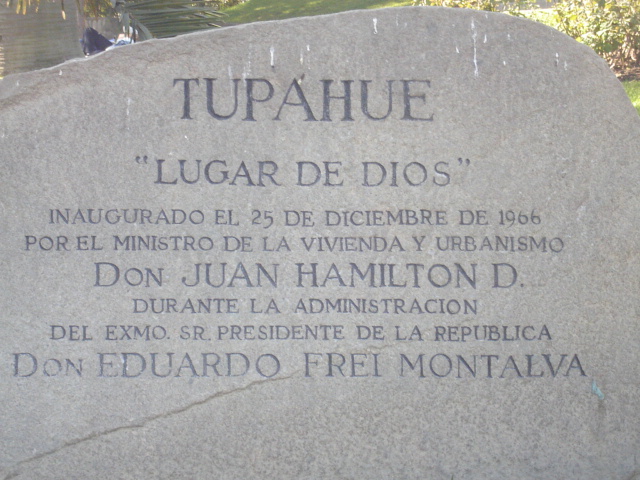 TUPÁHUE
"LUGAR DE DIOS"
INAUGURADO EL 25 DE DICIEMBRE DE 1966
POR EL MINISTRO DE LA VIVIENDA Y URBANISMO
DON JUAN HAMILTON D.
DURANTE LA ADMINISTRACION
DEL EXMO. SR. PRESIDENTE DE LA REPUBLICA
DON EDUARDO FREI MONTALVA